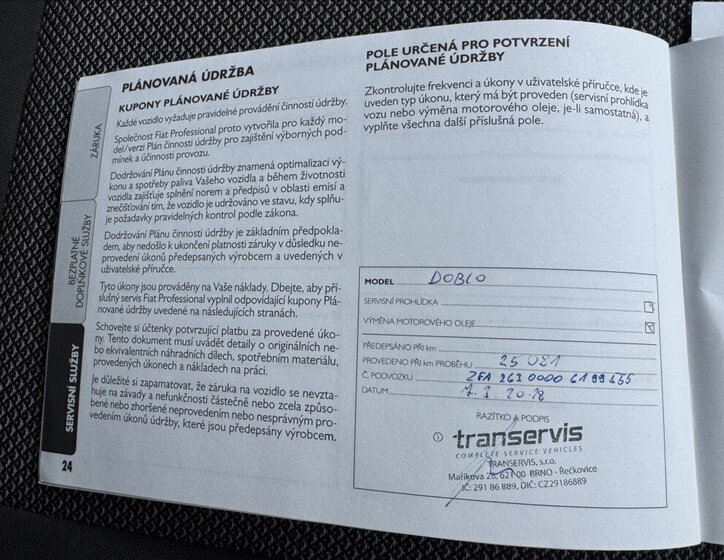 PLÁNOVANÁ ÚDRŽBA
KUPONY PLÁNOVANÉ ÚDRŽBY
Každé vozidlo vyžaduje pravidelné provádění činností údržby.
Společnost Fiat Professional proto vytvořila pro každý mo-
del/verzi Plán činností údržby pro zajištění výborných pod-
mínek a účinnosti provozu.
Dodržování Plánu činností údržby znamená optimalizaci vý-
konu a spotřeby paliva Vašeho vozidla a během životnosti
vozidla zajišťuje splnění norem a předpisů v oblasti emisí a
znečišťování tím, že vozidlo je udržováno ve stavu, kdy splňu-
je požadavky pravidelných kontrol podle zákona.
Dodržování Plánu činností údržby je základním předpokla-
dem, aby nedošlo k ukončení platnosti záruky v důsledku ne-
provedení úkonů předepsaných výrobcem a uvedených v
uživatelské příručce.
Tyto úkony jsou prováděny na Vaše náklady. Dbejte, aby pří-
slušný servis Fiat Professional vyplnil odpovídající kupony Plá-
nované údržby uvedené na následujících stranách.
Schovejte si účtenky potvrzující platbu za provedené úko-
ny. Tento dokument musí uvádět detaily o originálních ne-
bo ekvivalentních náhradních dílech, spotřebním materiálu,
provedených úkonech a nákladech na práci.
Je důležité si zapamatovat, že záruka na vozidlo se nevzta-
huje na závady a nefunkčnosti částečně nebo zcela způso-
bené nebo zhoršené neprovedením nebo nesprávným pro-
vedením úkonů údržby, které jsou předepsány výrobcem.
ZÁRUKA
BEZPLATNÉ
DOPLŇKOVÉ SLUŽBY
SERVISNÍ SLUŽBY
24
POLE URČENÁ PRO POTVRZENÍ
PLÁNOVANÉ ÚDRŽBY
Zkontrolujte frekvenci a úkony v uživatelské příručce, kde je
uveden typ úkonu, který má být proveden (servisní prohlídka
vozu nebo výměna motorového oleje, je-li samostatná), a
vyplňte všechna další příslušná pole.
MODEL DOBLO
SERVISNÍ PROHLÍDKA
VÝMĚNA MOTOROVÉHO OLEJE
PŘEDEPSÁNO PŘI km
PROVEDENO PŘI km PROBĚHU 25 081
Č. PODVOZKU ZFA 263 0000 6199655
DATUM 7.3.2018
RAZÍTKO A PODPIS
transervis
COMPLETE SERVICE VEHICLES
TRANSERVIS, s.r.o.
Maříkova 28, 621 00 BRNO - Řečkovice
IČ: 291 86 889, DIČ: CZ29186889